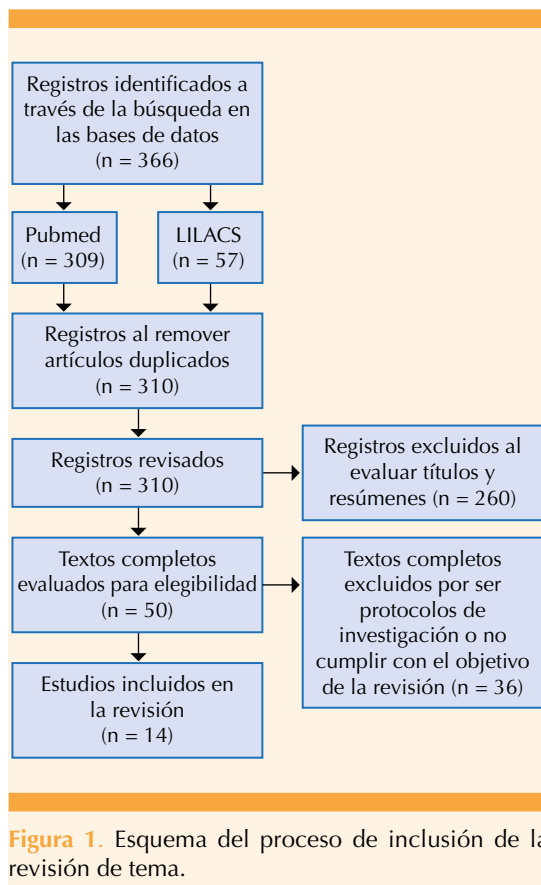 Registros identificados a
través de la búsqueda en
las bases de datos
(n = 366)
Pubmed
(n = 309)
LILACS
(n = 57)
Registros al remover
artículos duplicados
(n = 310)
Registros revisados
(n = 310)
Registros excluidos al
evaluar títulos y
resúmenes (n = 260)
Textos completos
evaluados para elegibilidad
(n = 50)
Textos completos
excluidos por ser
protocolos de
investigación o no
cumplir con el objetivo
de la revisión (n = 36)
Estudios incluidos en
la revisión
(n = 14)
Figura 1. Esquema del proceso de inclusión de la
revisión de tema.